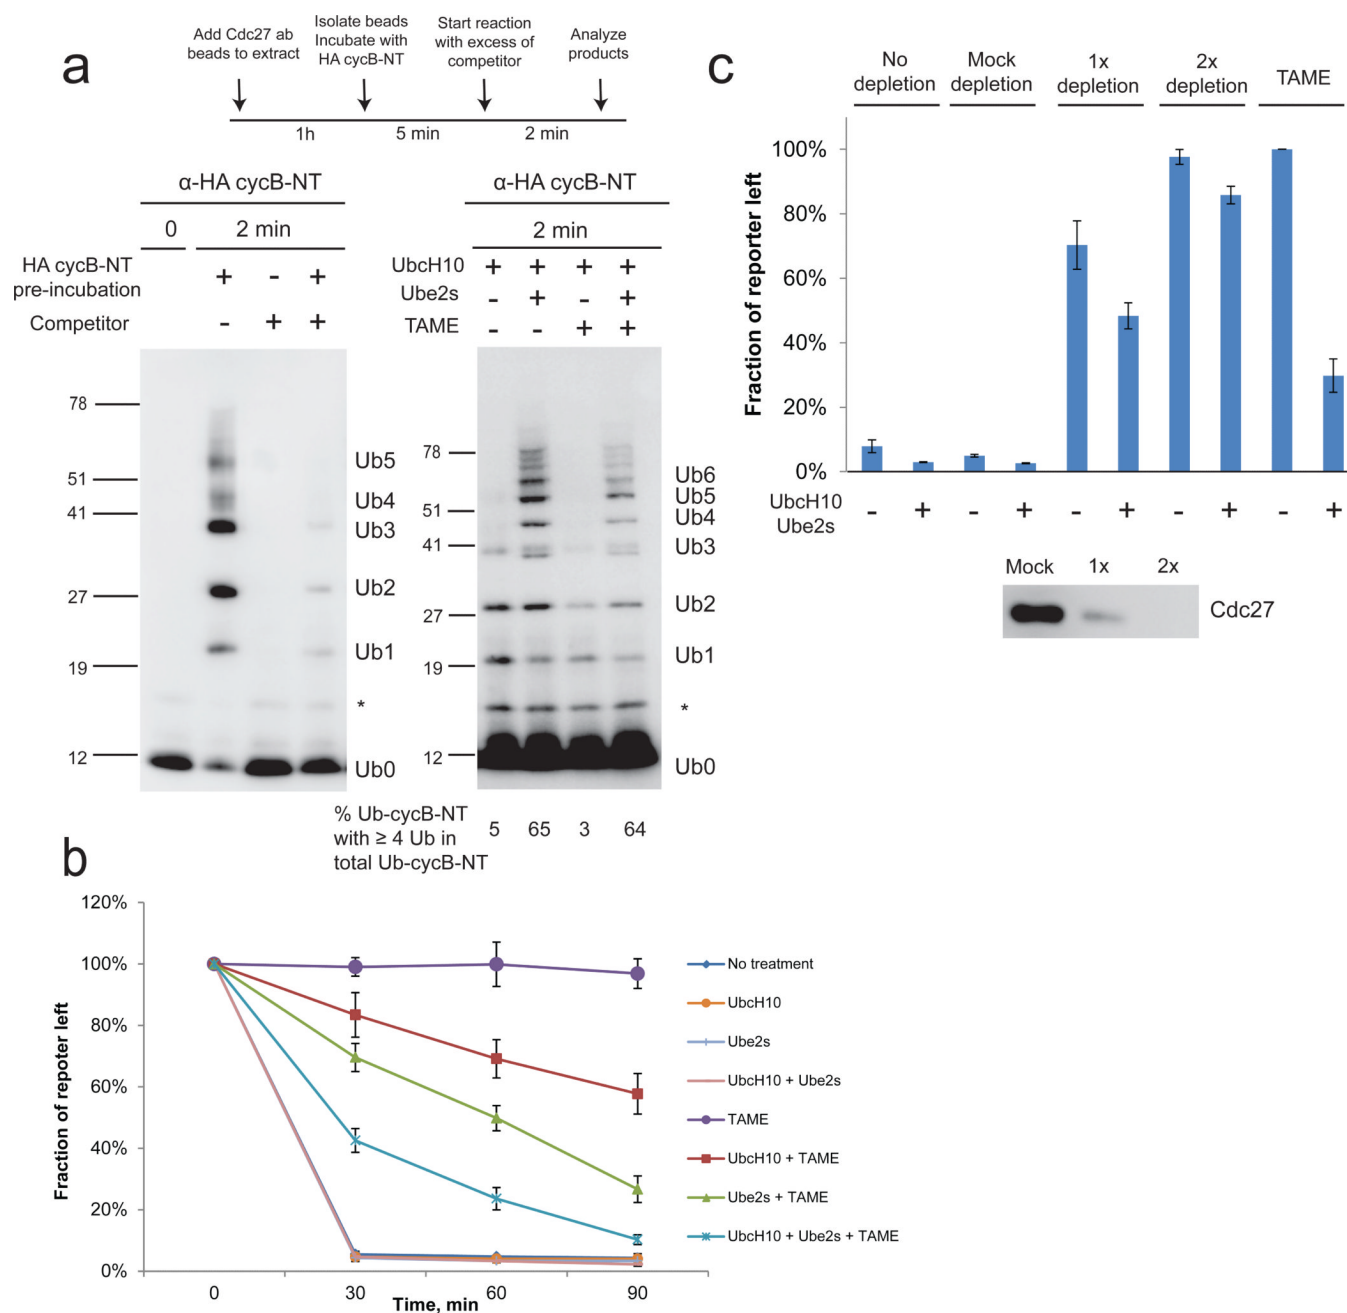 a
Add Cdc27 ab
beads to extract
Isolate beads
Incubate with
HA cycB-NT
Start reaction
with excess of
competitor
Analyze
products
1h
5 min
2 min
α-HA cycB-NT
0
2 min
HA cycB-NT
pre-incubation
+
-
+
Competitor
-
+
+
78
51
41
27
19
12
Ub5
Ub4
Ub3
Ub2
Ub1
*
Ub0
α-HA cycB-NT
2 min
UbcH10
+
+
+
+
Ube2s
-
+
-
+
TAME
-
-
+
+
78
51
41
27
19
12
Ub6
Ub5
Ub4
Ub3
Ub2
Ub1
*
Ub0
% Ub-cycB-NT
with ≥ 4 Ub in
total Ub-cycB-NT
5
65
3
64
b
120%
100%
80%
60%
40%
20%
0%
Fraction of repoter left
0
30
60
90
Time, min
No treatment
UbcH10
Ube2s
UbcH10 + Ube2s
TAME
UbcH10 + TAME
Ube2s + TAME
UbcH10 + Ube2s + TAME
c
No
depletion
Mock
depletion
1x
depletion
2x
depletion
TAME
100%
80%
60%
40%
20%
0%
Fraction of reporter left
UbcH10
Ube2s
-
+
-
+
-
+
-
+
-
+
Mock
1x
2x
Cdc27